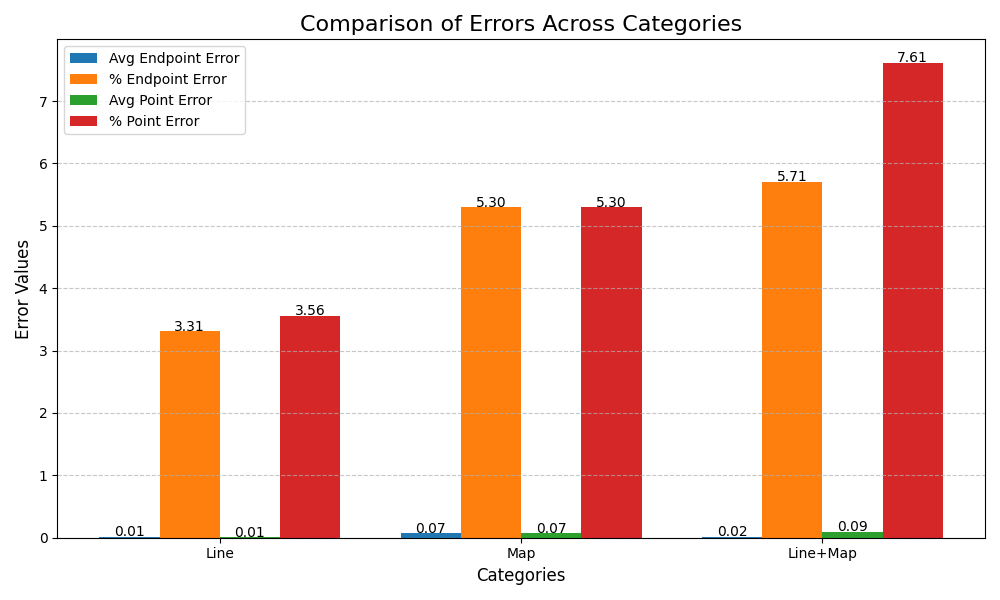 Comparison of Errors Across Categories
Avg Endpoint Error
% Endpoint Error
Avg Point Error
% Point Error
Error Values
7
6
5
4
3
2
1
0
0.01
3.31
0.01
3.56
0.07
5.30
0.07
5.30
0.02
5.71
0.09
7.61
Line
Map
Line+Map
Categories